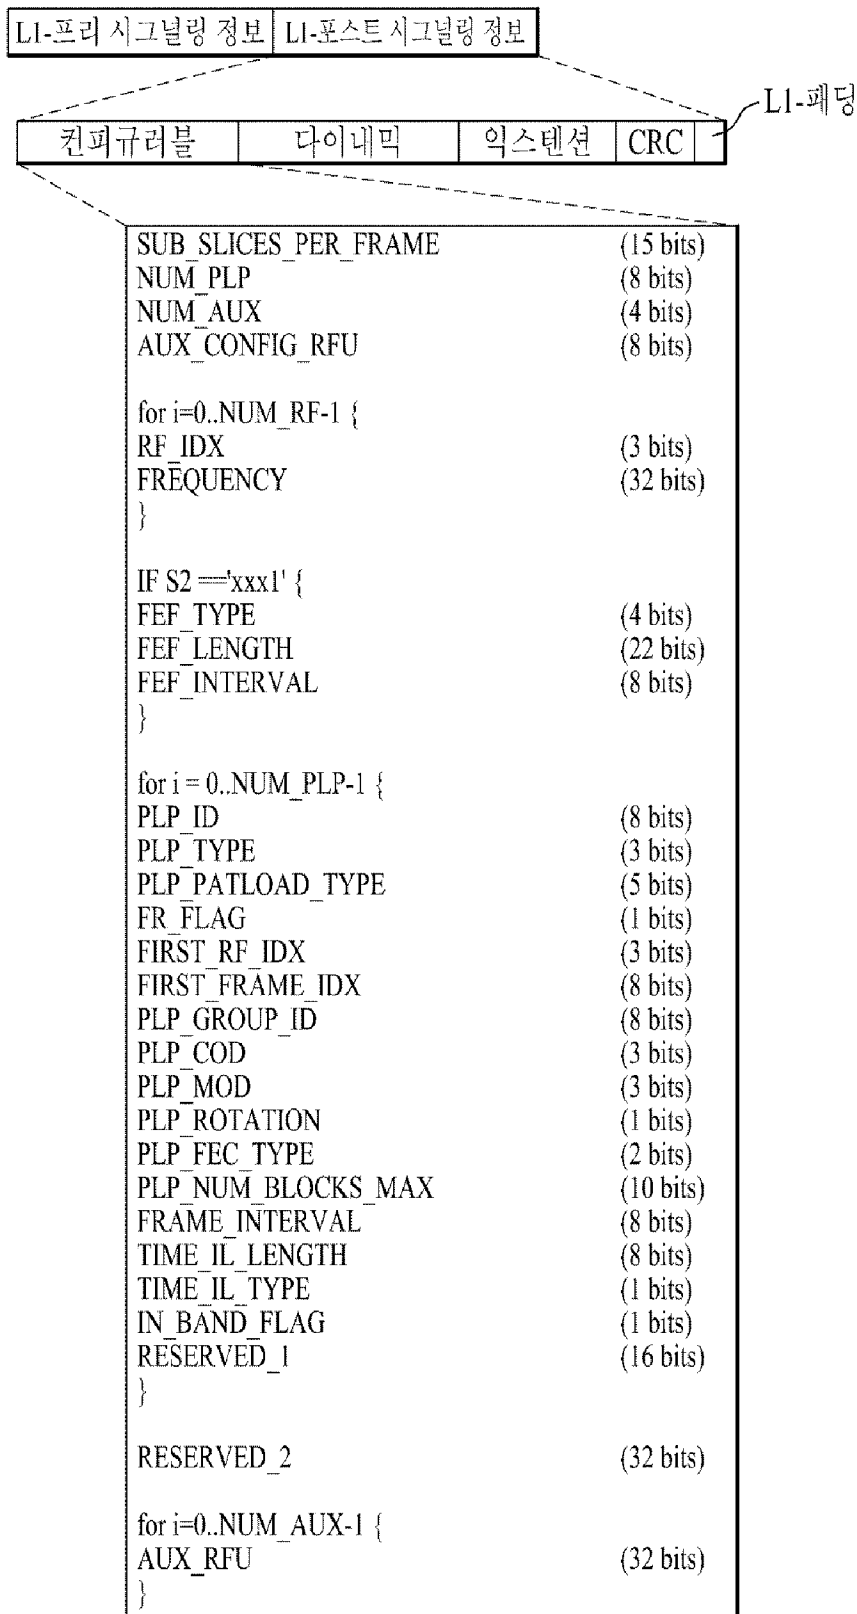 L1-프리 시그널링 정보 L1-포스트 시그널링 정보
L1-패딩
컨피규러블 다이내믹 익스텐션 CRC
SUB_SLICES_PER_FRAME (15 bits)
NUM_PLP (8 bits)
NUM_AUX (4 bits)
AUX_CONFIG_RFU (8 bits)
for i=0..NUM_RF-1 {
RF_IDX (3 bits)
FREQUENCY (32 bits)
}
IF S2 =='xxx1' {
FEF_TYPE (4 bits)
FEF_LENGTH (22 bits)
FEF_INTERVAL (8 bits)
}
for i = 0..NUM_PLP-1 {
PLP_ID (8 bits)
PLP_TYPE (3 bits)
PLP_PATLOAD_TYPE (5 bits)
FR_FLAG (1 bits)
FIRST_RF_IDX (3 bits)
FIRST_FRAME_IDX (8 bits)
PLP_GROUP_ID (8 bits)
PLP_COD (3 bits)
PLP_MOD (3 bits)
PLP_ROTATION (1 bits)
PLP_FEC_TYPE (2 bits)
PLP_NUM_BLOCKS_MAX (10 bits)
FRAME_INTERVAL (8 bits)
TIME_IL_LENGTH (8 bits)
TIME_IL_TYPE (1 bits)
IN_BAND_FLAG (1 bits)
RESERVED_1 (16 bits)
}
RESERVED_2 (32 bits)
for i=0..NUM_AUX-1 {
AUX_RFU (32 bits)
}